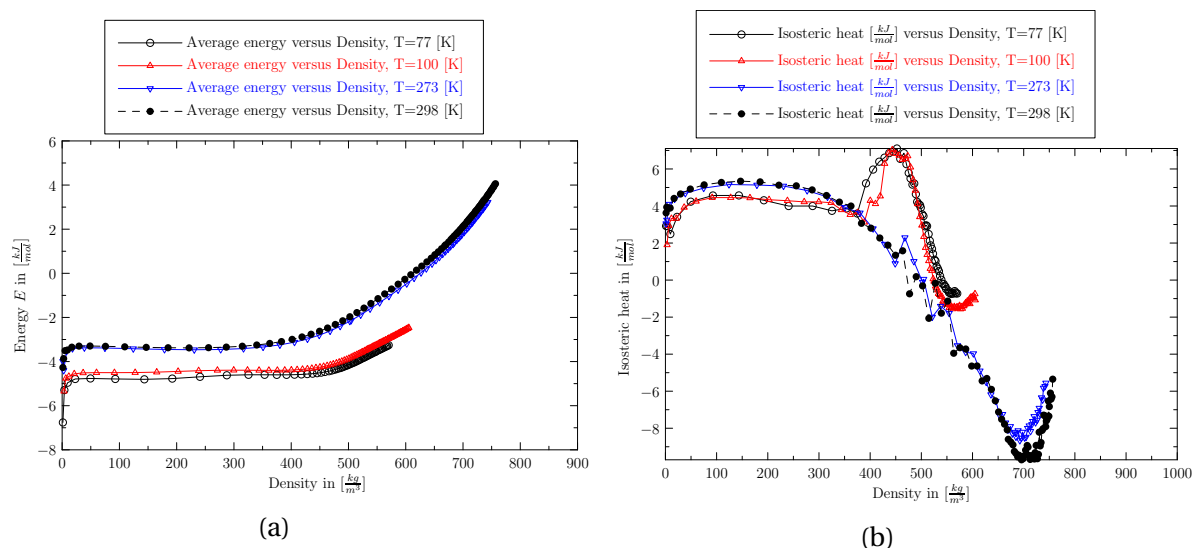 Average energy versus Density, T=77 [K]
Average energy versus Density, T=100 [K]
Average energy versus Density, T=273 [K]
Average energy versus Density, T=298 [K]
6
4
2
0
−2
−4
−6
−8
Energy E in [kJ/mol]
0 100 200 300 400 500 600 700 800 900
Density in [kg/m³]
(a)
Isosteric heat [kJ/mol] versus Density, T=77 [K]
Isosteric heat [kJ/mol] versus Density, T=100 [K]
Isosteric heat [kJ/mol] versus Density, T=273 [K]
Isosteric heat [kJ/mol] versus Density, T=298 [K]
6
4
2
0
−2
−4
−6
−8
Isosteric heat in [kJ/mol]
0 100 200 300 400 500 600 700 800 900 1000
Density in [kg/m³]
(b)